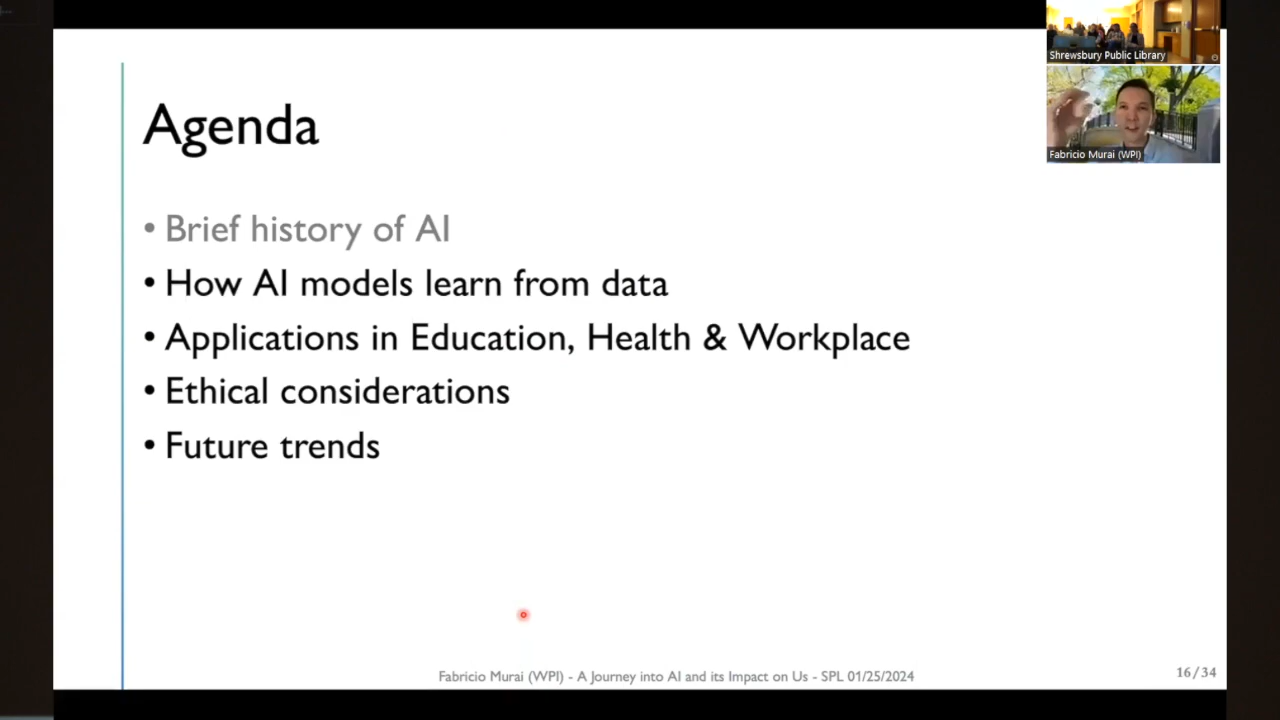 Shrewsbury Public Library
Fabricio Murai (WPI)
Agenda
• Brief history of AI
• How AI models learn from data
• Applications in Education, Health & Workplace
• Ethical considerations
• Future trends
Fabricio Murai (WPI) - A Journey into AI and its Impact on Us - SPL 01/25/2024
16/34